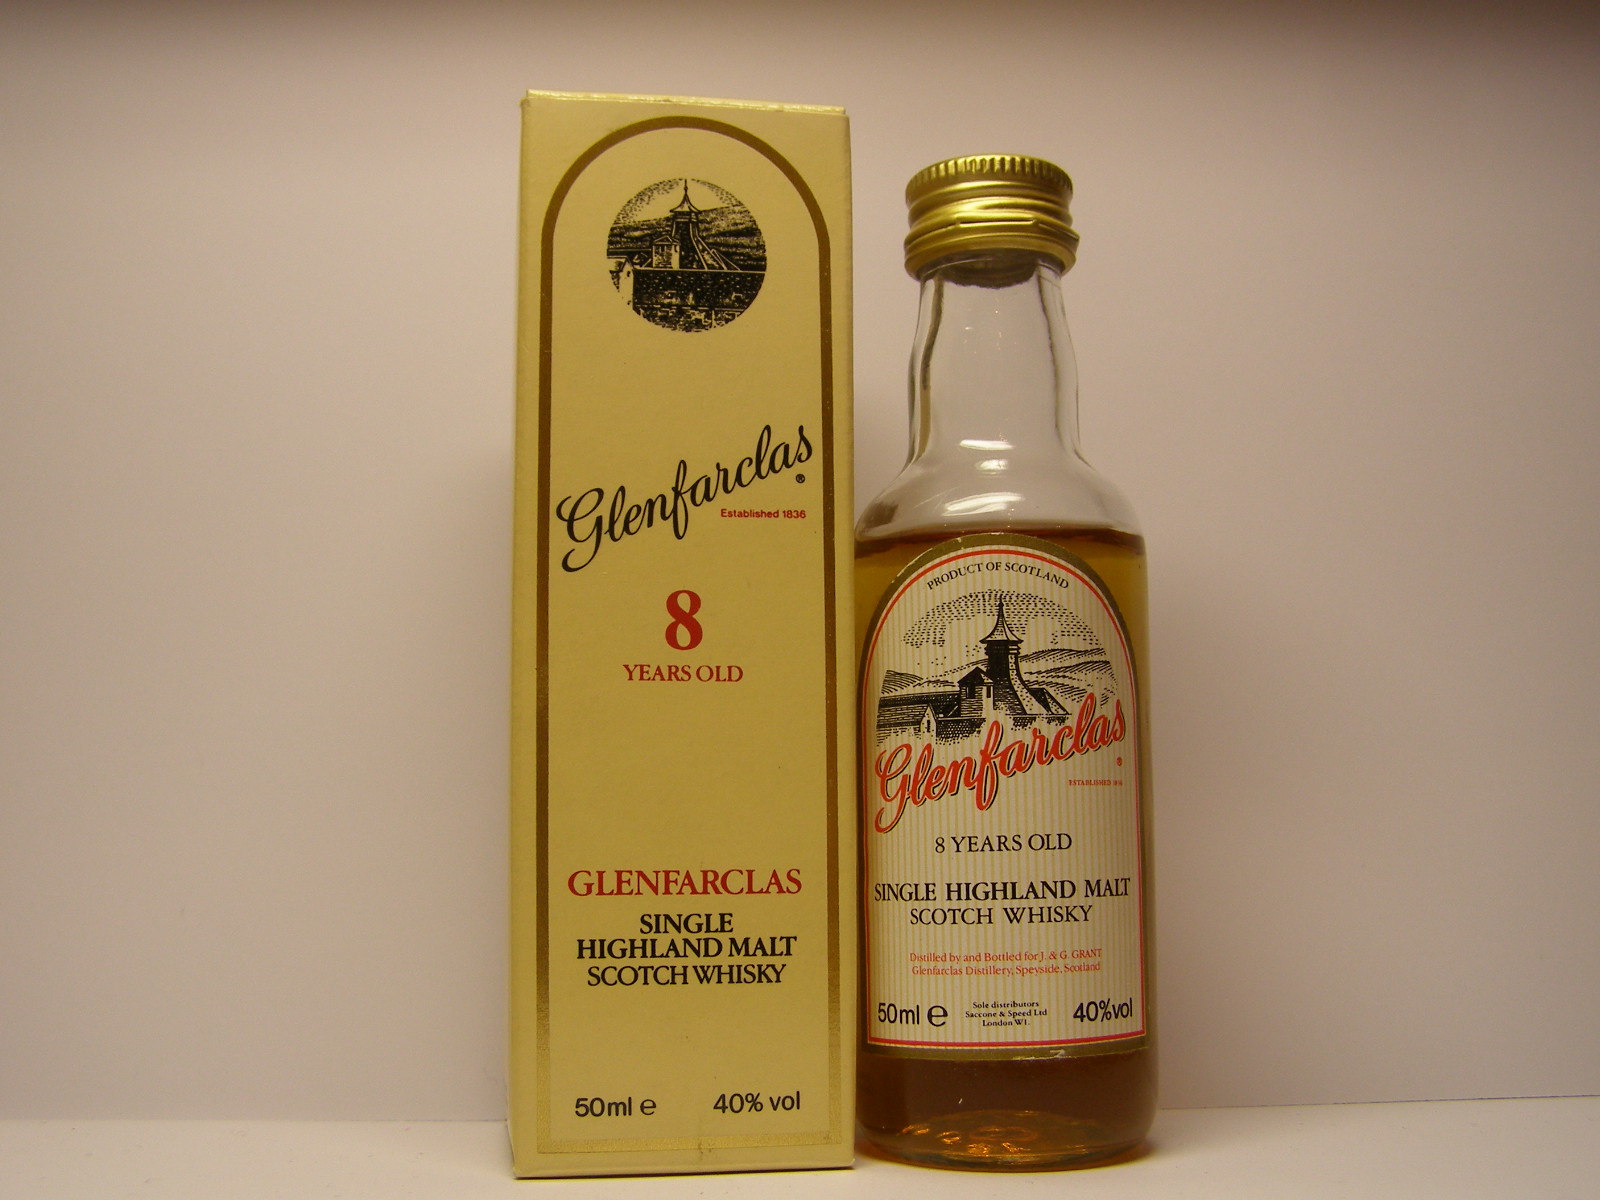 Glenfarclas
®
Established 1836
8
YEARS OLD
GLENFARCLAS
SINGLE
HIGHLAND MALT
SCOTCH WHISKY
50ml e 40% vol
PRODUCT OF SCOTLAND
Glenfarclas
®
ESTABLISHED 1836
8 YEARS OLD
SINGLE HIGHLAND MALT
SCOTCH WHISKY
Distilled by and Bottled for J. & G. GRANT
Glenfarclas Distillery, Speyside, Scotland
50ml e
Sole distributors
Saccone & Speed Ltd
London W1.
40%vol